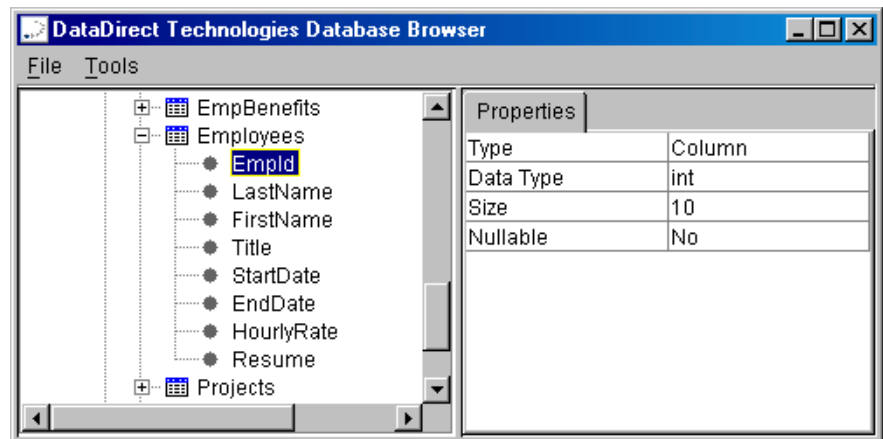 DataDirect Technologies Database Browser
File Tools
EmpBenefits
Employees
EmpId
LastName
FirstName
Title
StartDate
EndDate
HourlyRate
Resume
Projects
Properties
Type Column
Data Type int
Size 10
Nullable No